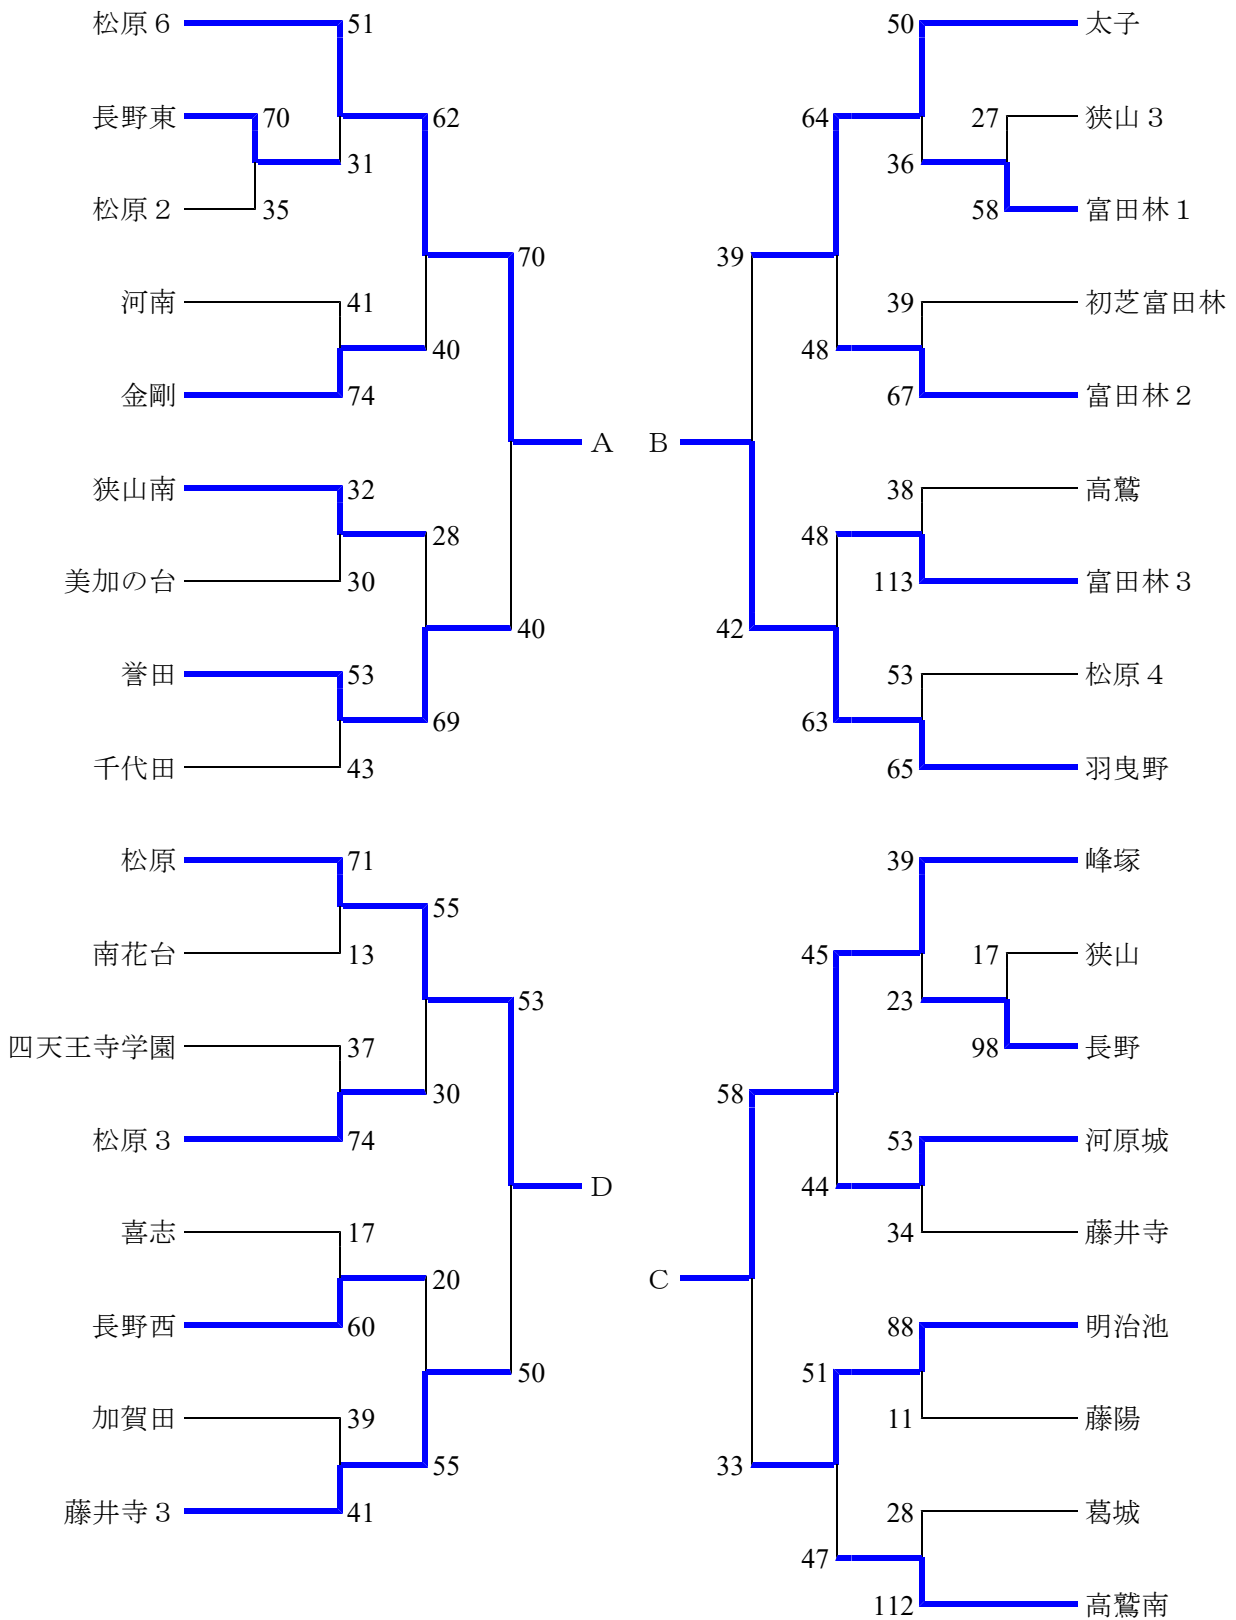 松原６ 51 50 太子
長野東 70 62 64 27 狭山３
31 36
松原２ 35 58 富田林１
70 39
河南 41 39 初芝富田林
40 48
金剛 74 67 富田林２
A B
狭山南 32 38 高鷲
28 48
美加の台 30 113 富田林３
40 42
誉田 53 53 松原４
69 63
千代田 43 65 羽曳野
松原 71 39 峰塚
55
南花台 13 45 17 狭山
53 23
四天王寺学園 37 98 長野
30 58
松原３ 74 53 河原城
D 44
喜志 17 34 藤井寺
20 C
長野西 60 88 明治池
50 51
加賀田 39 11 藤陽
55 33
藤井寺３ 41 28 葛城
47
112 高鷲南